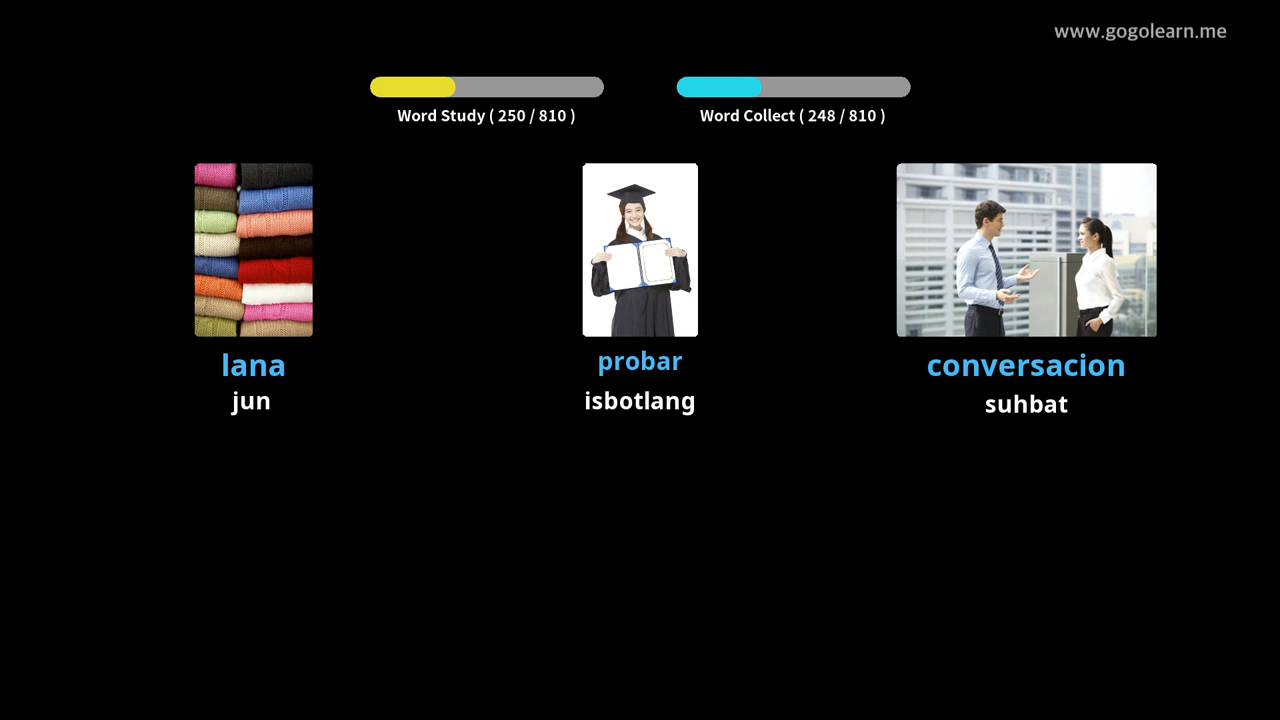 www.gogolearn.me
Word Study ( 250 / 810 )
Word Collect ( 248 / 810 )
lana
jun
probar
isbotlang
conversacion
suhbat